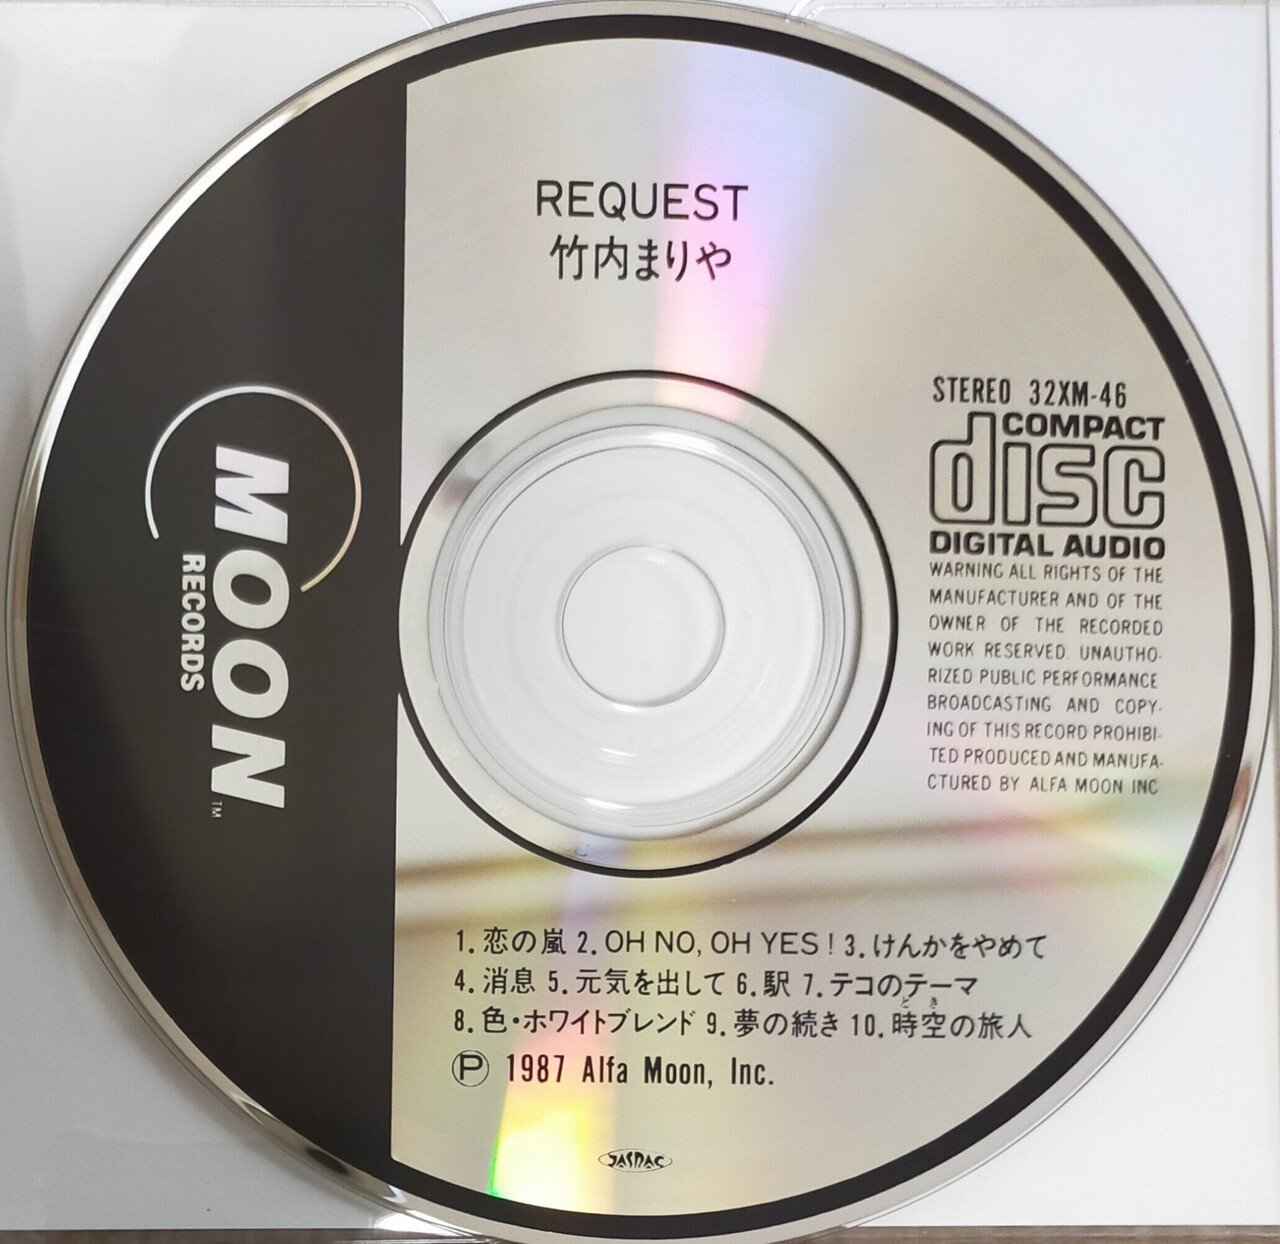 REQUEST
竹内まりや
MOON
RECORDS
TM
STEREO 32XM-46
COMPACT
disc
DIGITAL AUDIO
WARNING ALL RIGHTS OF THE
MANUFACTURER AND OF THE
OWNER OF THE RECORDED
WORK RESERVED. UNAUTHO-
RIZED PUBLIC PERFORMANCE
BROADCASTING AND COPY-
ING OF THIS RECORD PROHIBI-
TED PRODUCED AND MANUFA-
CTURED BY ALFA MOON INC
1. 恋の嵐 2. OH NO, OH YES! 3. けんかをやめて
4. 消息 5. 元気を出して 6. 駅 7. テコのテーマ
とき
8. 色・ホワイトブレンド 9. 夢の続き 10. 時空の旅人
Ⓟ 1987 Alfa Moon, Inc.
JASRAC